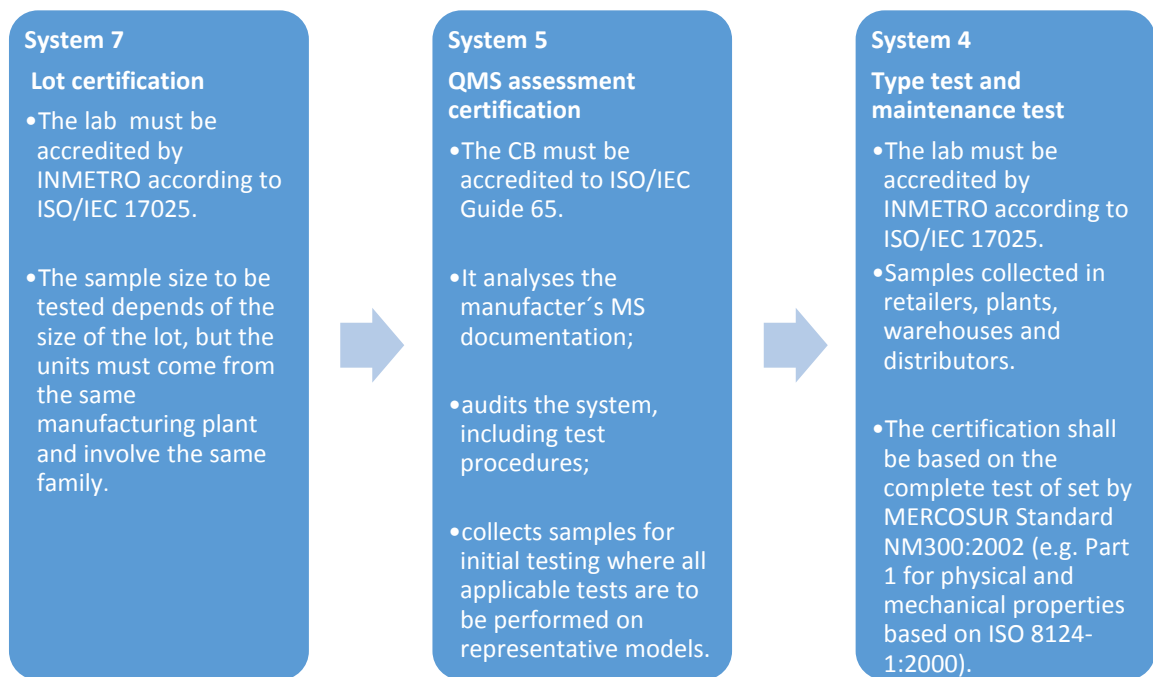 System 7
Lot certification
•The lab must be
accredited by
INMETRO according to
ISO/IEC 17025.
•The sample size to be
tested depends of the
size of the lot, but the
units must come from
the same
manufacturing plant
and involve the same
family.
System 5
QMS assessment
certification
•The CB must be
accredited to ISO/IEC
Guide 65.
•It analyses the
manufacter´s MS
documentation;
•audits the system,
including test
procedures;
•collects samples for
initial testing where all
applicable tests are to
be performed on
representative models.
System 4
Type test and
maintenance test
•The lab must be
accredited by
INMETRO according to
ISO/IEC 17025.
•Samples collected in
retailers, plants,
warehouses and
distributors.
•The certification shall
be based on the
complete test of set by
MERCOSUR Standard
NM300:2002 (e.g. Part
1 for physical and
mechanical properties
based on ISO 8124-
1:2000).